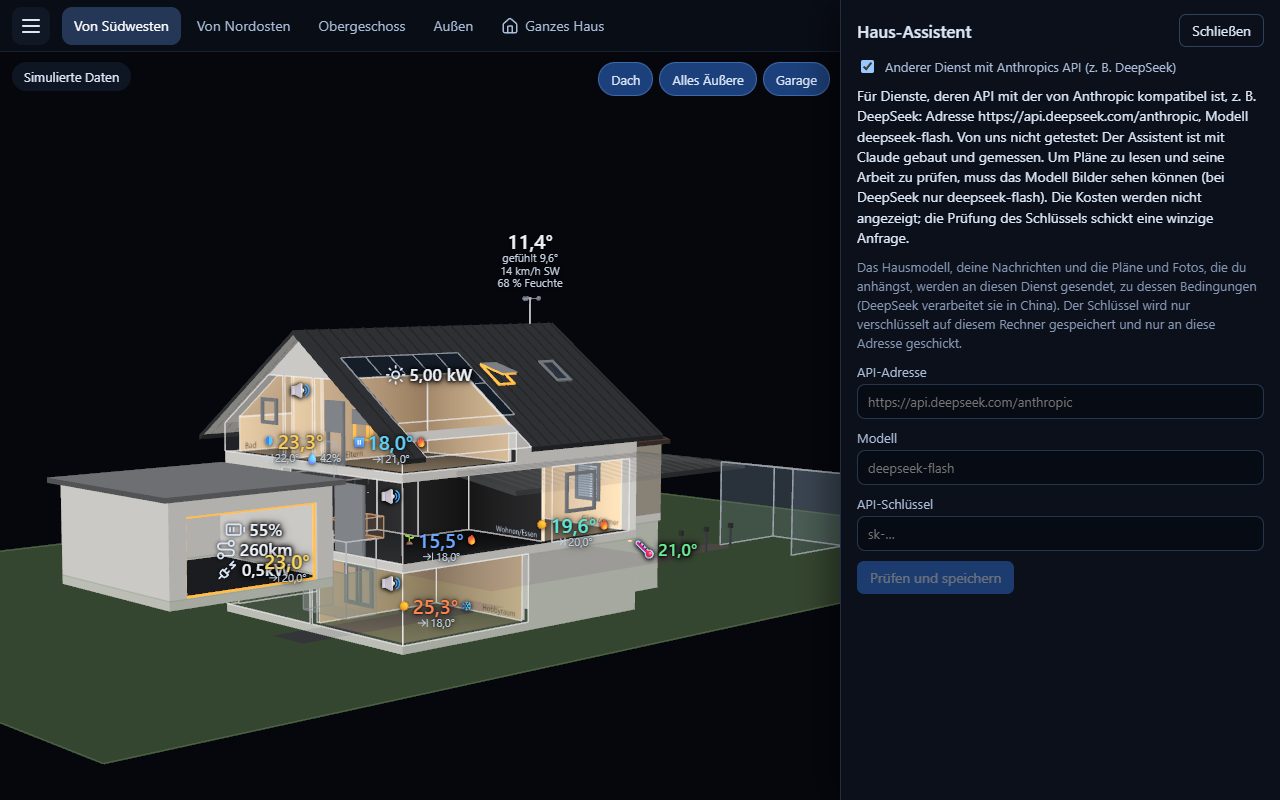 Von Südwesten
Von Nordosten
Obergeschoss
Außen
Ganzes Haus
Simulierte Daten
Dach
Alles Äußere
Garage
11,4°
gefühlt 9,6°
14 km/h SW
68 % Feuchte
5,00 kW
Bad
23,3°
22,0°
42%
Eltern
18,0°
21,0°
55%
260km
0,5kW
23,0°
20,0°
15,5°
18,0°
Wohnen/Essen
19,6°
20,0°
21,0°
25,3°
18,0°
Hobbyraum
Haus-Assistent
Schließen
Anderer Dienst mit Anthropics API (z. B. DeepSeek)
Für Dienste, deren API mit der von Anthropic kompatibel ist, z. B.
DeepSeek: Adresse https://api.deepseek.com/anthropic, Modell
deepseek-flash. Von uns nicht getestet: Der Assistent ist mit
Claude gebaut und gemessen. Um Pläne zu lesen und seine
Arbeit zu prüfen, muss das Modell Bilder sehen können (bei
DeepSeek nur deepseek-flash). Die Kosten werden nicht
angezeigt; die Prüfung des Schlüssels schickt eine winzige
Anfrage.
Das Hausmodell, deine Nachrichten und die Pläne und Fotos, die du
anhängst, werden an diesen Dienst gesendet, zu dessen Bedingungen
(DeepSeek verarbeitet sie in China). Der Schlüssel wird nur
verschlüsselt auf diesem Rechner gespeichert und nur an diese
Adresse geschickt.
API-Adresse
https://api.deepseek.com/anthropic
Modell
deepseek-flash
API-Schlüssel
sk-...
Prüfen und speichern